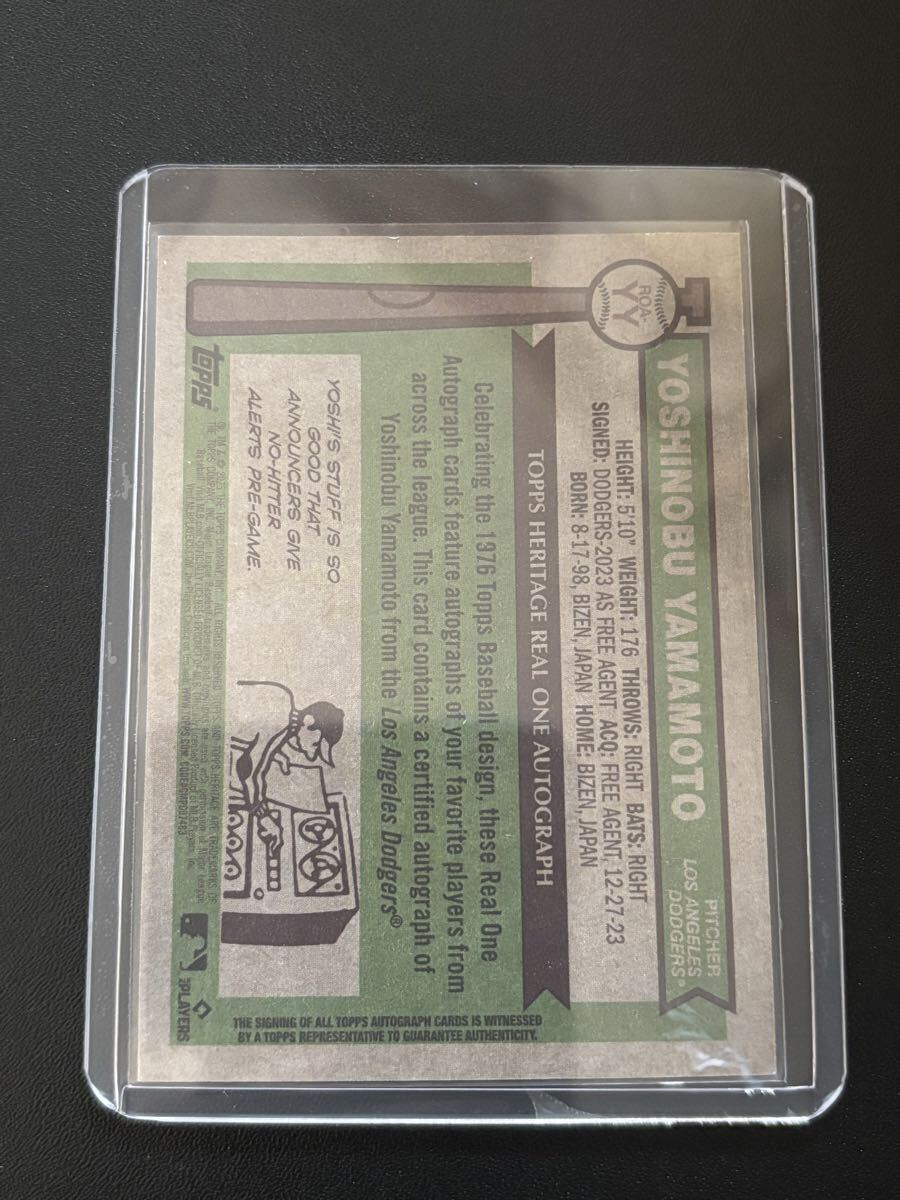 ROA-
YY
YOSHINOBU YAMAMOTO
PITCHER
LOS ANGELES
DODGERS®
HEIGHT: 5'10" WEIGHT: 176 THROWS: RIGHT BATS: RIGHT
SIGNED: DODGERS-2023 AS FREE AGENT ACQ: FREE AGENT, 12-27-23
BORN: 8-17-98, BIZEN, JAPAN HOME: BIZEN, JAPAN
TOPPS HERITAGE REAL ONE AUTOGRAPH
Celebrating the 1976 Topps Baseball design, these Real One
Autograph cards feature autographs of your favorite players from
across the league. This card contains a certified autograph of
Yoshinobu Yamamoto from the Los Angeles Dodgers®
YOSHI'S STUFF IS SO
GOOD THAT
ANNOUNCERS GIVE
NO-HITTER
ALERTS PRE-GAME.
THE SIGNING OF ALL TOPPS AUTOGRAPH CARDS IS WITNESSED
BY A TOPPS REPRESENTATIVE TO GUARANTEE AUTHENTICITY.
topps
PLAYERS